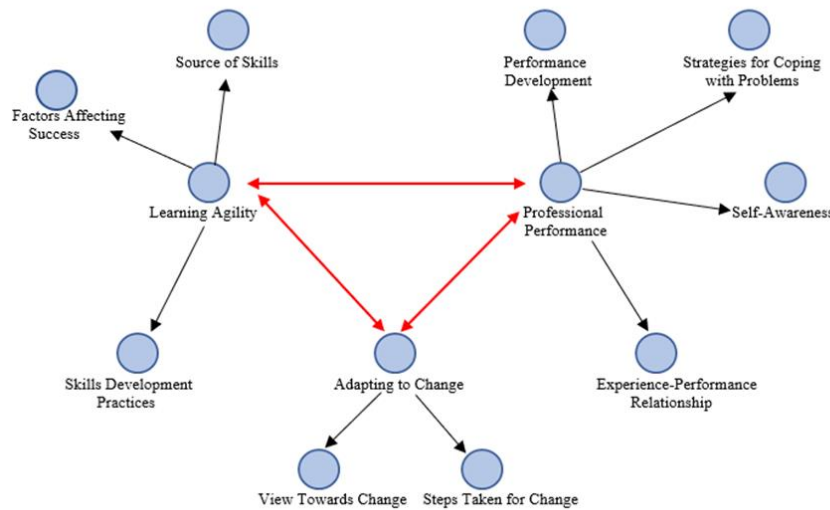 Source of Skills
Performance
Development
Strategies for Coping
with Problems
Factors Affecting
Success
Learning Agility
Professional
Performance
Self-Awareness
Skills Development
Practices
Adapting to Change
Experience-Performance
Relationship
View Towards Change
Steps Taken for Change